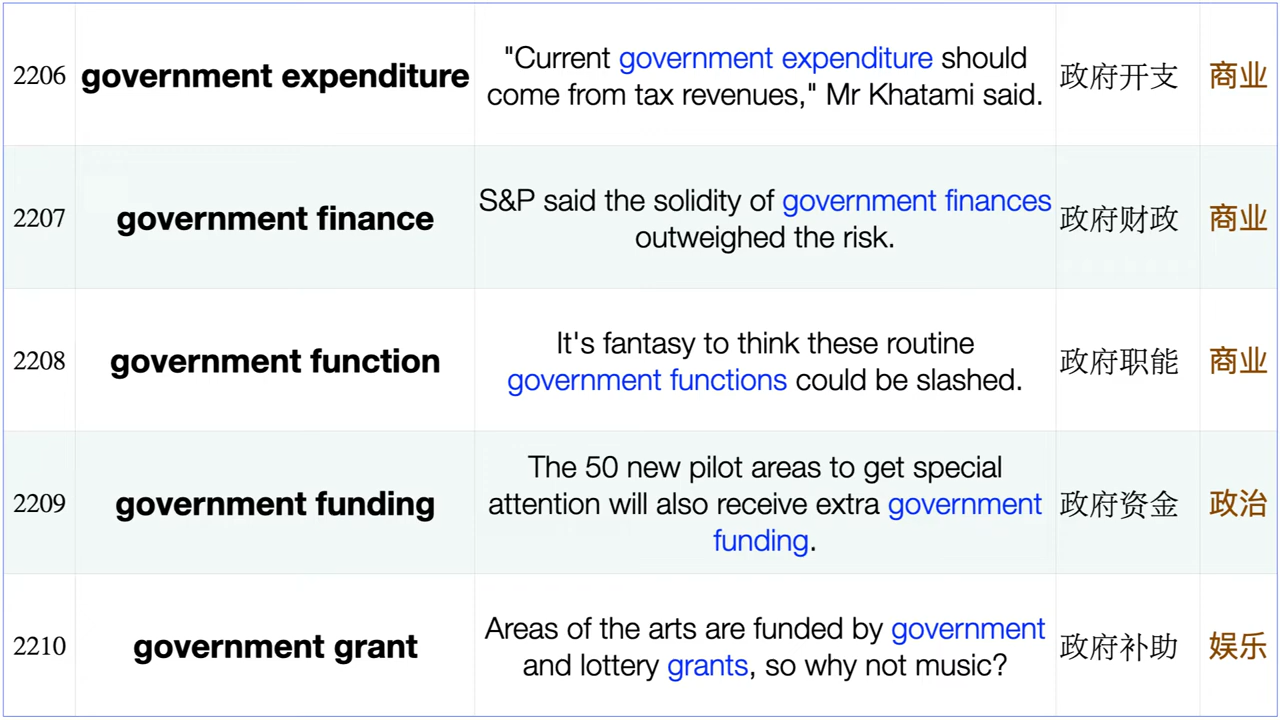 2206 government expenditure "Current government expenditure should come from tax revenues," Mr Khatami said. 政府开支 商业
2207 government finance S&P said the solidity of government finances outweighed the risk. 政府财政 商业
2208 government function It's fantasy to think these routine government functions could be slashed. 政府职能 商业
2209 government funding The 50 new pilot areas to get special attention will also receive extra government funding. 政府资金 政治
2210 government grant Areas of the arts are funded by government and lottery grants, so why not music? 政府补助 娱乐